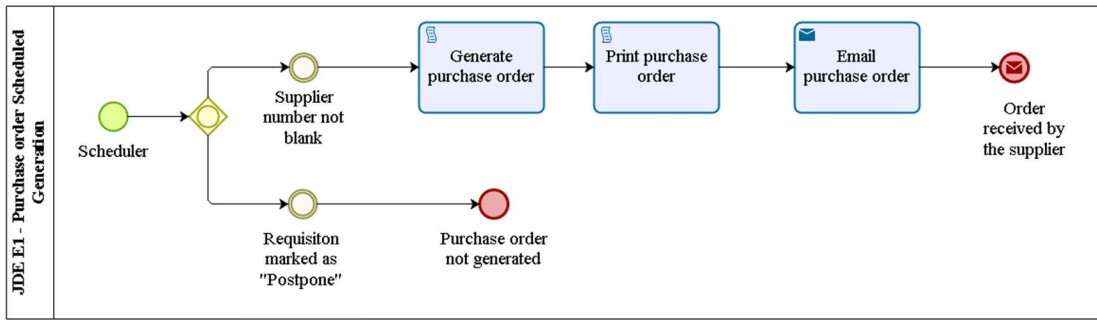 JDE E1 - Purchase order Scheduled
Generation
Scheduler
Supplier
number not
blank
Generate
purchase order
Print purchase
order
Email
purchase order
Order
received by
the supplier
Requisiton
marked as
"Postpone"
Purchase order
not generated